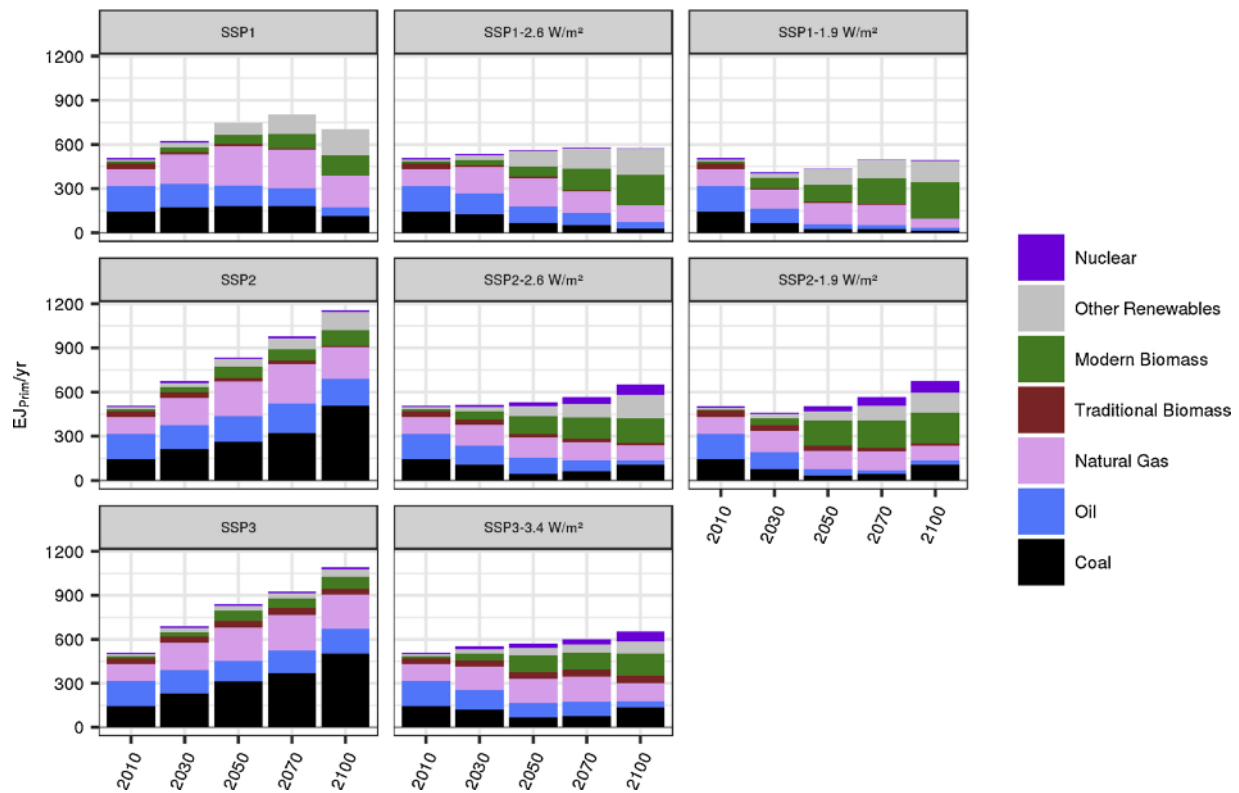 SSP1
SSP1-2.6 W/m²
SSP1-1.9 W/m²
1200
900
600
300
0
SSP2
SSP2-2.6 W/m²
SSP2-1.9 W/m²
1200
900
600
300
0
2010
2030
2050
2070
2100
SSP3
SSP3-3.4 W/m²
1200
900
600
300
0
2010
2030
2050
2070
2100
2010
2030
2050
2070
2100
EJPrim/yr
Nuclear
Other Renewables
Modern Biomass
Traditional Biomass
Natural Gas
Oil
Coal